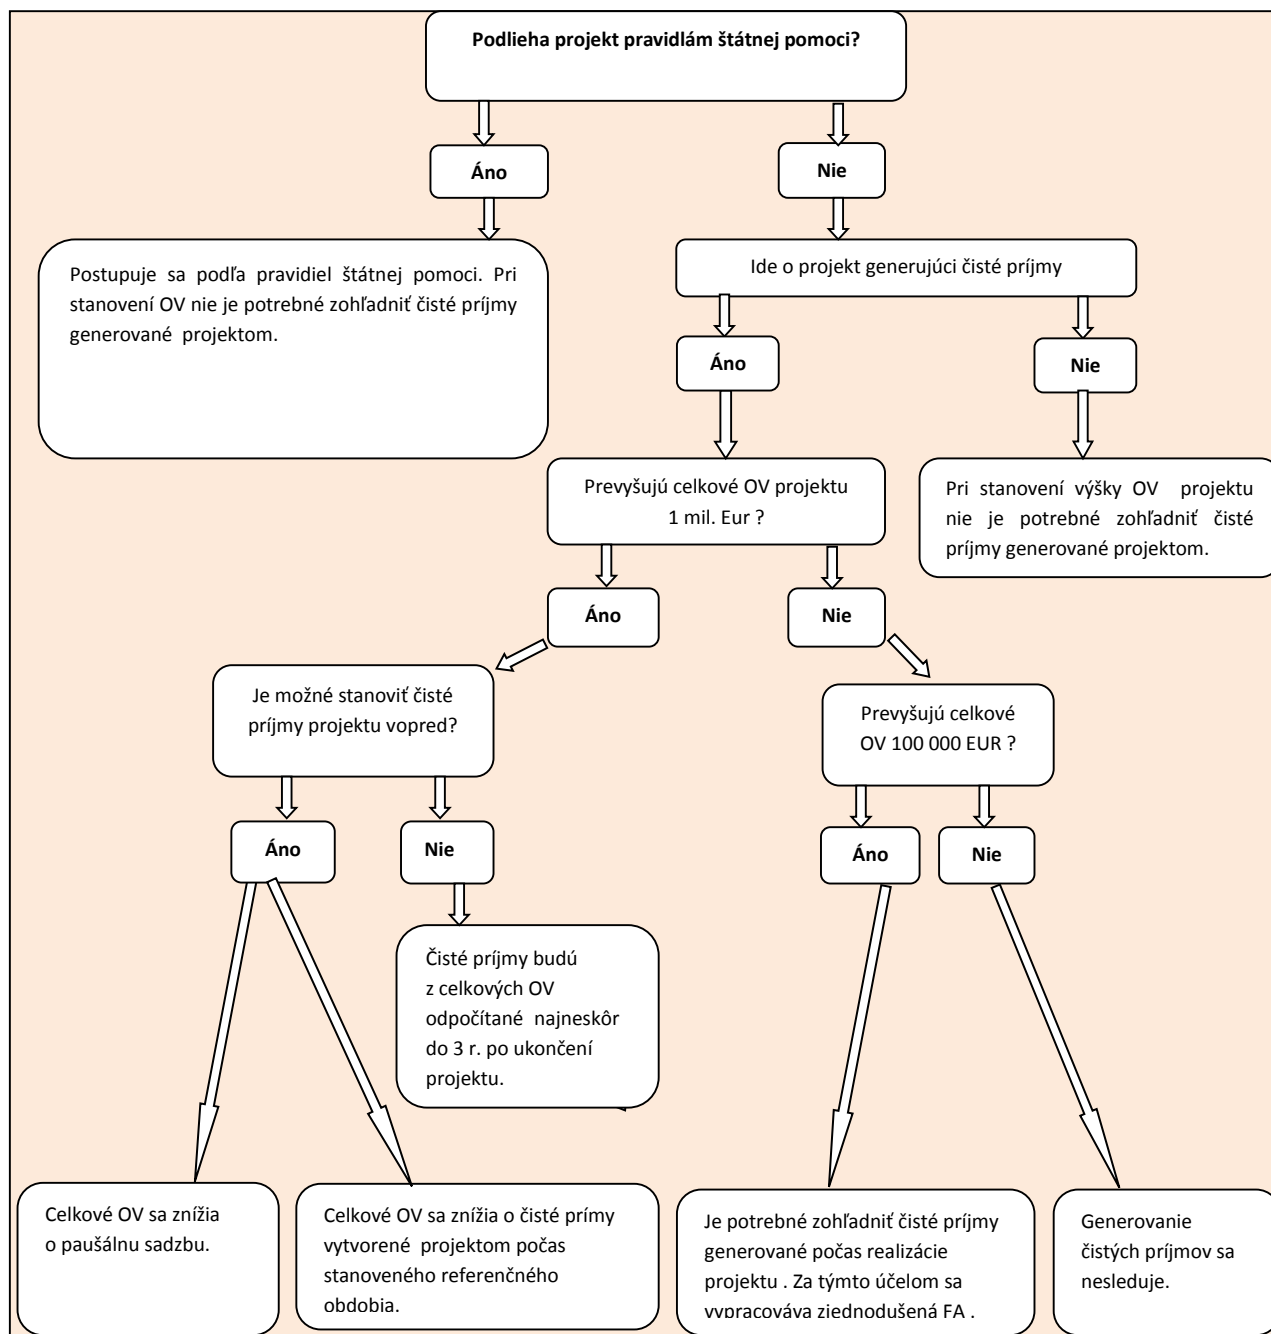 Podlieha projekt pravidlám štátnej pomoci?
Áno
Nie
Postupuje sa podľa pravidiel štátnej pomoci. Pri
stanovení OV nie je potrebné zohľadniť čisté príjmy
generované projektom.
Ide o projekt generujúci čisté príjmy
Áno
Nie
Prevyšujú celkové OV projektu
1 mil. Eur ?
Pri stanovení výšky OV projektu
nie je potrebné zohľadniť čisté
príjmy generované projektom.
Áno
Nie
Je možné stanoviť čisté
príjmy projektu vopred?
Prevyšujú celkové
OV 100 000 EUR ?
Áno
Nie
Áno
Nie
Čisté príjmy budú
z celkových OV
odpočítané najneskôr
do 3 r. po ukončení
projektu.
Celkové OV sa znížia
o paušálnu sadzbu.
Celkové OV sa znížia o čisté prímy
vytvorené projektom počas
stanoveného referenčného
obdobia.
Je potrebné zohľadniť čisté príjmy
generované počas realizácie
projektu . Za týmto účelom sa
vypracováva zjednodušená FA .
Generovanie
čistých príjmov sa
nesleduje.